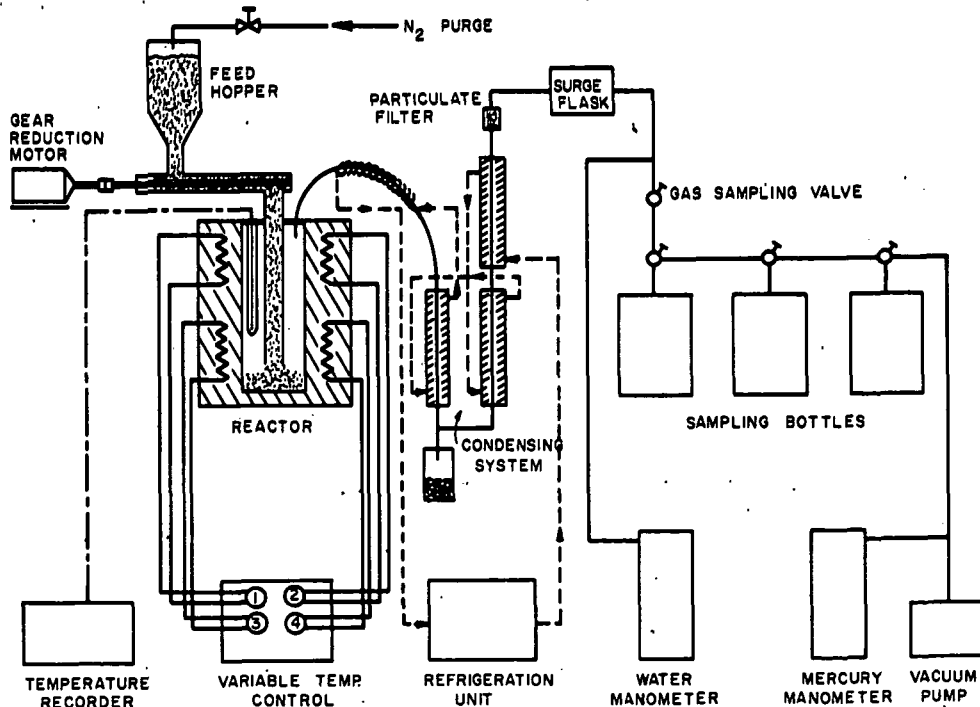 N2 PURGE
FEED
HOPPER
GEAR
REDUCTION
MOTOR
PARTICULATE
FILTER
SURGE
FLASK
GAS SAMPLING VALVE
REACTOR
CONDENSING
SYSTEM
SAMPLING BOTTLES
1
2
3
4
TEMPERATURE
RECORDER
VARIABLE TEMP.
CONTROL
REFRIGERATION
UNIT
WATER
MANOMETER
MERCURY
MANOMETER
VACUUM
PUMP